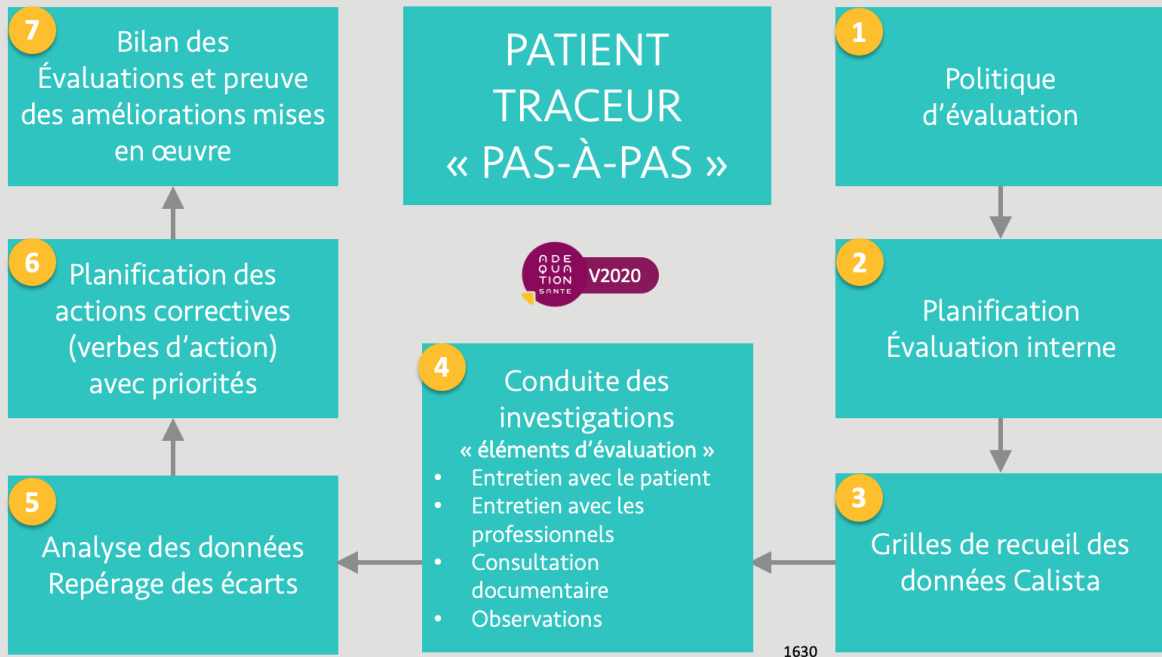 PATIENT
TRACEUR
« PAS-À-PAS »
1
Politique
d’évaluation
2
Planification
Évaluation interne
3
Grilles de recueil des
données Calista
4
Conduite des
investigations
« éléments d’évaluation »
• Entretien avec le patient
• Entretien avec les
professionnels
• Consultation
documentaire
• Observations
5
Analyse des données
Repérage des écarts
6
Planification des
actions correctives
(verbes d’action)
avec priorités
7
Bilan des
Évaluations et preuve
des améliorations mises
en œuvre
ADE
QUA
TION
SANTE
V2020
1630